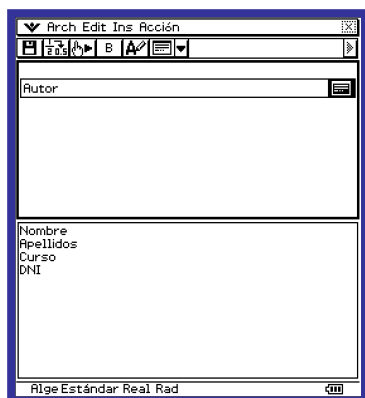 Arch Edit Ins Acción
B A
Autor
Nombre
Apellidos
Curso
DNI
Alge Estándar Real Rad